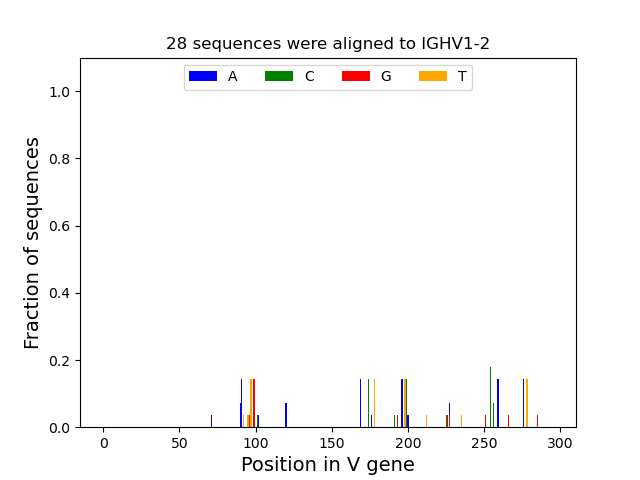 28 sequences were aligned to IGHV1-2
A C G T
1.0
0.8
0.6
0.4
0.2
0.0
Fraction of sequences
0 50 100 150 200 250 300
Position in V gene